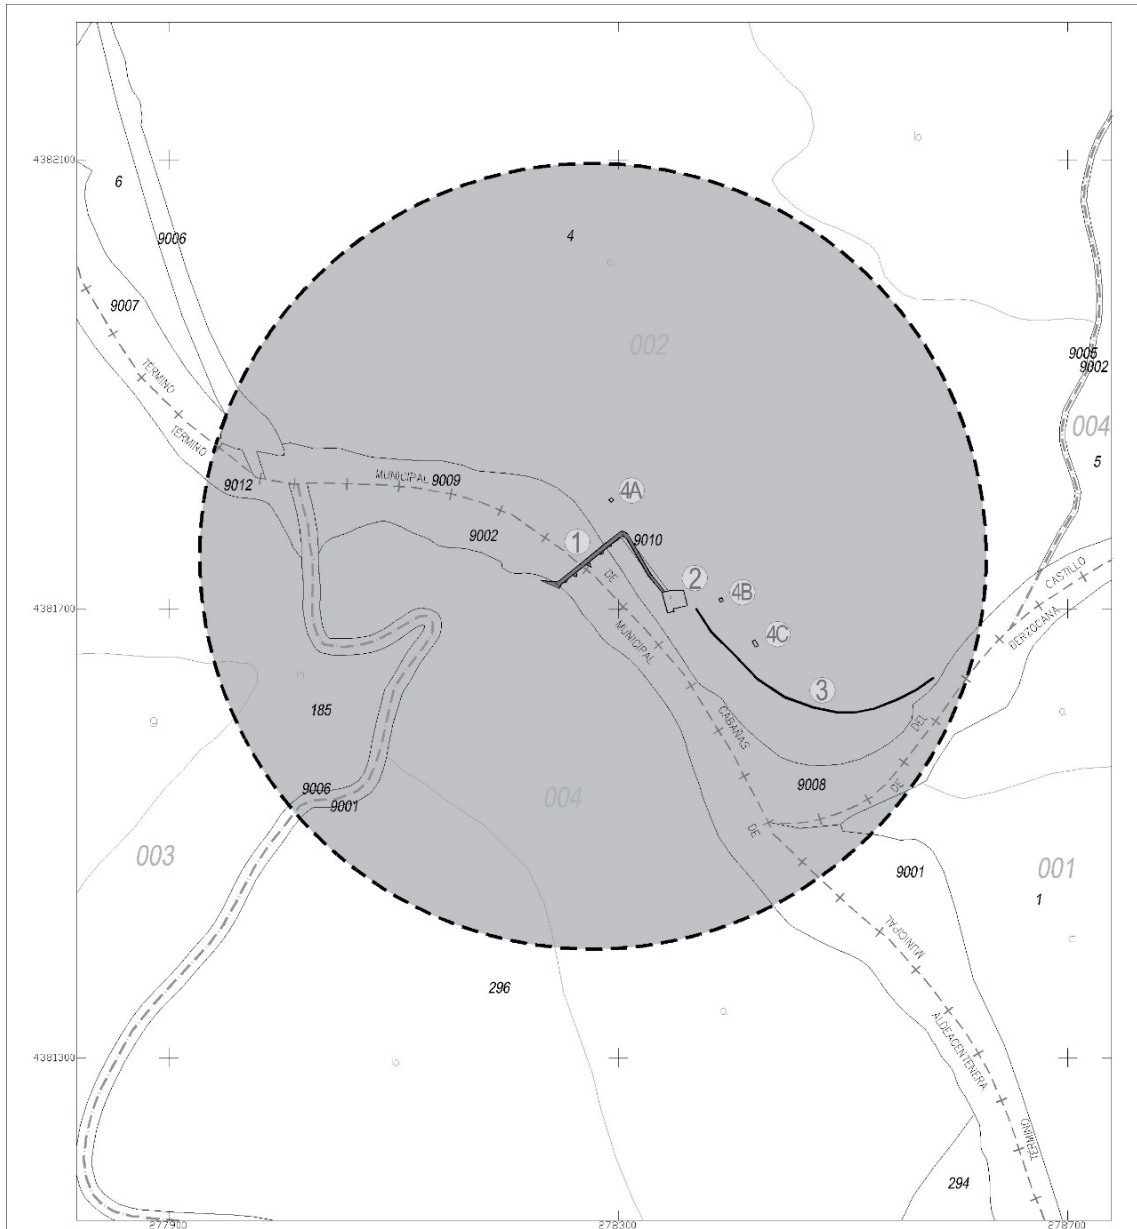 b
4382100
6
4
9006
a
9007
002
9005
9002
TERMINO
004
TERMINO
5
MUNICIPAL
9009
9012
4A
9002
1
9010
DE
CASTILLO
2
4B
4381700
DERZOCANA
MUNICIPAL
4C
3
185
a
CABAÑAS
DEL
9006
9008
DE
004
9001
DE
003
001
9001
1
MUNICIPAL
296
a
ALDEACENTENERA
4381300
b
TERMINO
294
277900
278300
278700